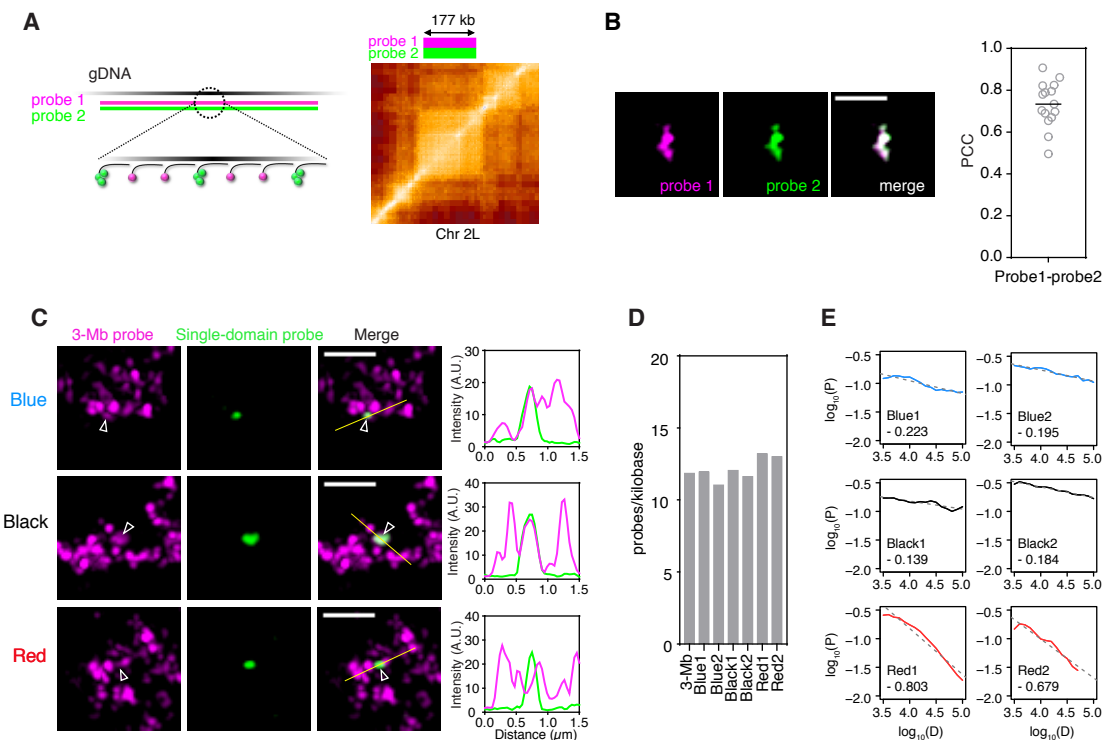 A
177 kb
probe 1
probe 2
gDNA
probe 1
probe 2
Chr 2L
B
probe 1
probe 2
merge
PCC
1.0
0.8
0.6
0.4
0.2
0.0
Probe1-probe2
C
3-Mb probe
Single-domain probe
Merge
Blue
Intensity (A.U.)
30
20
10
0
0.0 0.5 1.0 1.5
Black
Intensity (A.U.)
40
30
20
10
0
0.0 0.5 1.0 1.5
Red
Intensity (A.U.)
40
30
20
10
0
0.0 0.5 1.0 1.5
Distance (µm)
D
probes/kilobase
20
15
10
5
0
3-Mb
Blue1
Blue2
Black1
Black2
Red1
Red2
E
log10(P)
−0.5
−1.0
−1.5
−2.0
Blue1
- 0.223
3.5 4.0 4.5 5.0
−0.5
−1.0
−1.5
−2.0
Blue2
- 0.195
3.5 4.0 4.5 5.0
log10(P)
−0.5
−1.0
−1.5
−2.0
Black1
- 0.139
3.5 4.0 4.5 5.0
−0.5
−1.0
−1.5
−2.0
Black2
- 0.184
3.5 4.0 4.5 5.0
log10(P)
−0.5
−1.0
−1.5
−2.0
Red1
- 0.803
3.5 4.0 4.5 5.0
log10(D)
−0.5
−1.0
−1.5
−2.0
Red2
- 0.679
3.5 4.0 4.5 5.0
log10(D)